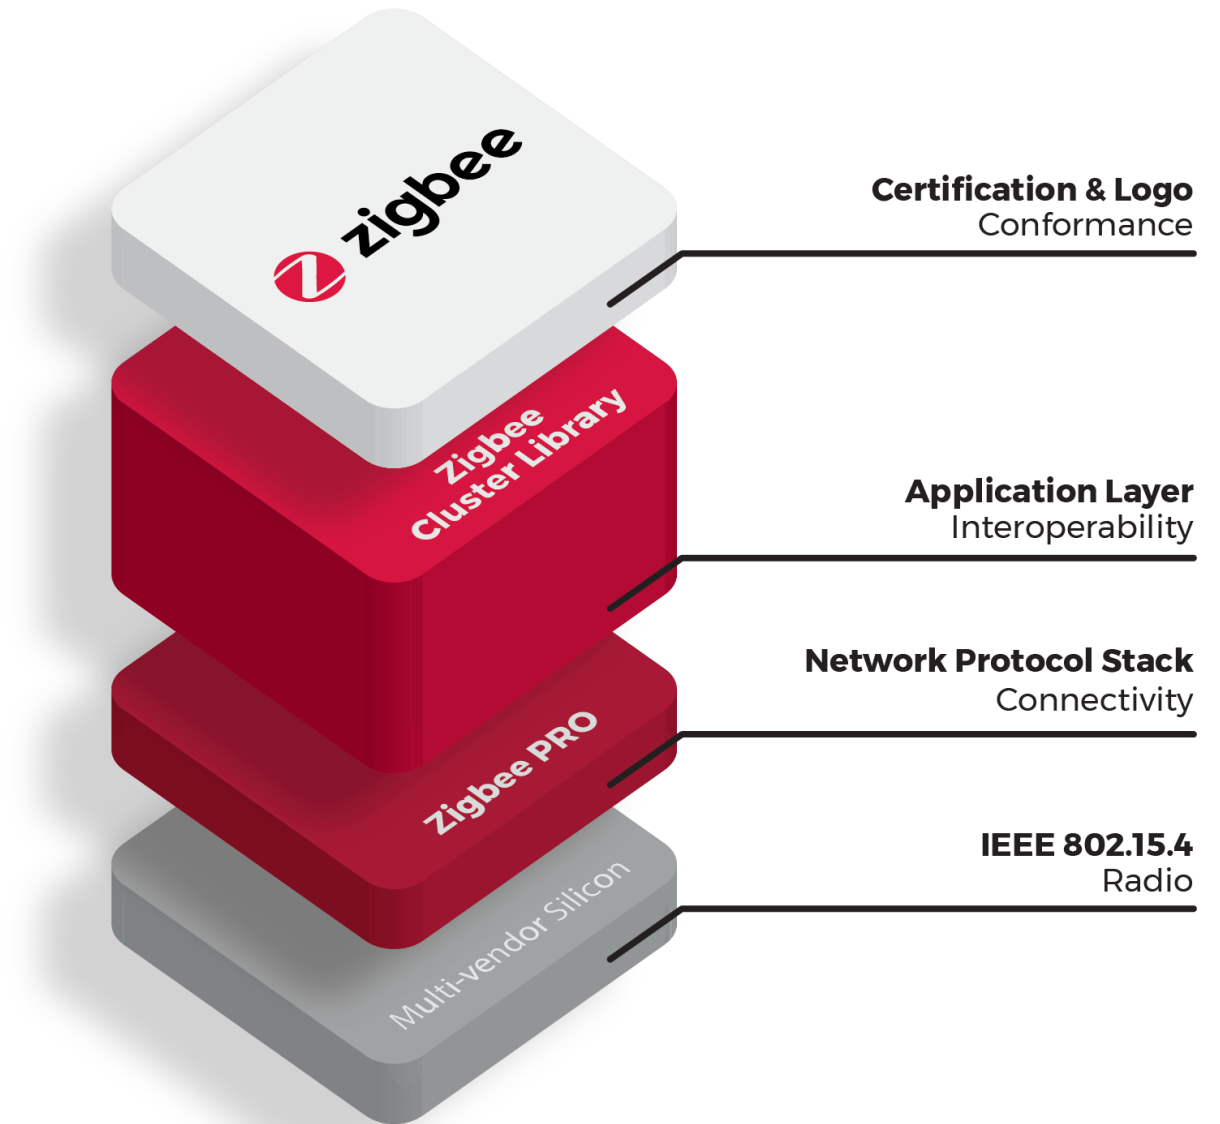 zigbee
Certification & Logo
Conformance
Zigbee
Cluster Library
Application Layer
Interoperability
Zigbee PRO
Network Protocol Stack
Connectivity
Multi-vendor Silicon
IEEE 802.15.4
Radio